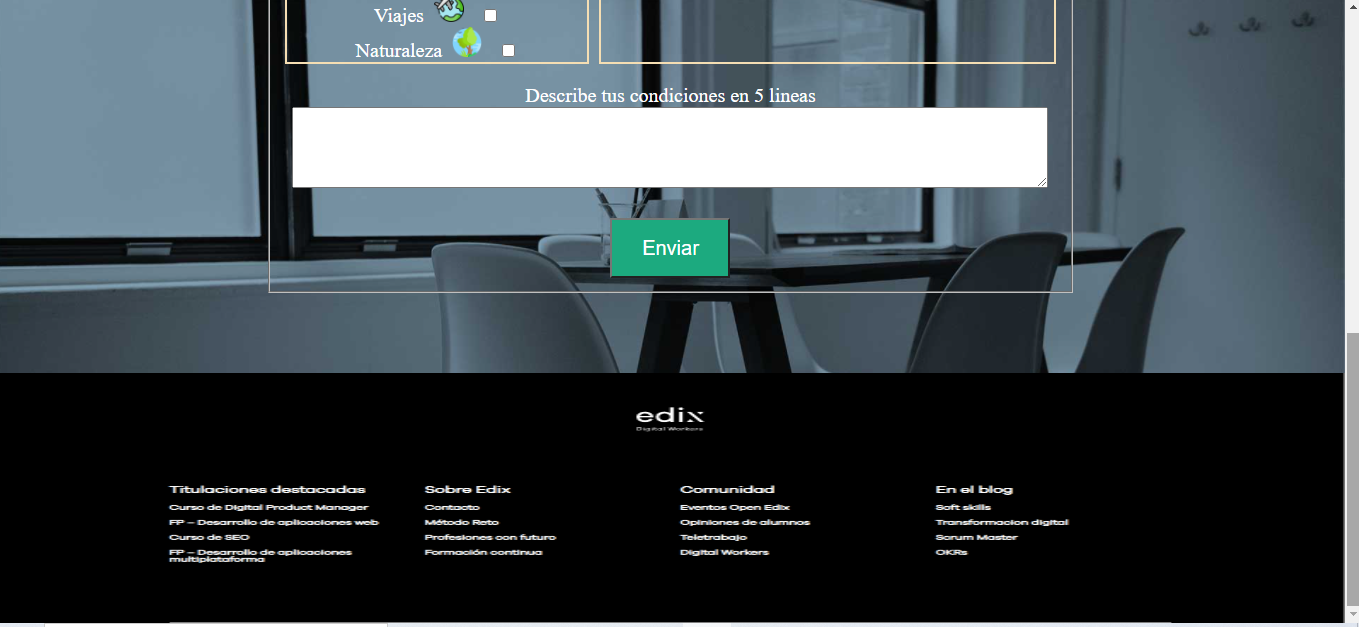 Viajes
Naturaleza
Describe tus condiciones en 5 lineas
Enviar
edix
Digital Workers
Titulaciones destacadas
Curso de Digital Product Manager
FP – Desarrollo de aplicaciones web
Curso de SEO
FP – Desarrollo de aplicaciones
multiplataforma
Sobre Edix
Contacto
Método Reto
Profesiones con futuro
Formación continua
Comunidad
Eventos Open Edix
Opiniones de alumnos
Teletrabajo
Digital Workers
En el blog
Soft skills
Transformacion digital
Scrum Master
OKRs